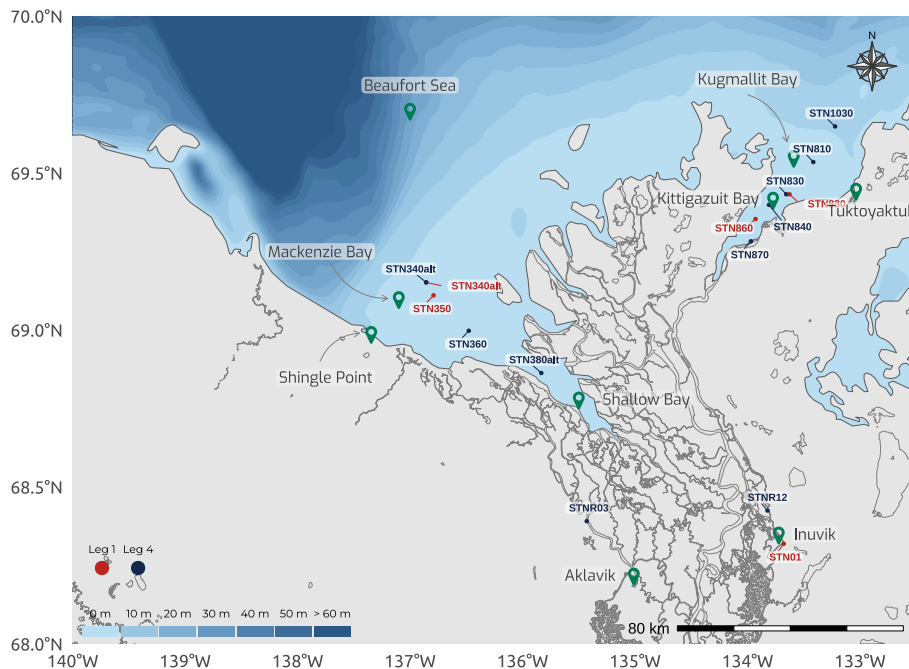 70.0°N
69.5°N
69.0°N
68.5°N
68.0°N
N
Beaufort Sea
Kugmallit Bay
STN1030
STN810
STN830
Kittigazuit Bay
Tuktoyaktuk
STN860
STN840
STN870
Mackenzie Bay
STN340alt
STN340alt
STN350
STN360
STN380alt
Shingle Point
Shallow Bay
STNR03
STNR12
Inuvik
STN01
Aklavik
Leg 1 Leg 4
0 m 10 m 20 m 30 m 40 m 50 m > 60 m
80 km
140°W 139°W 138°W 137°W 136°W 135°W 134°W 133°W